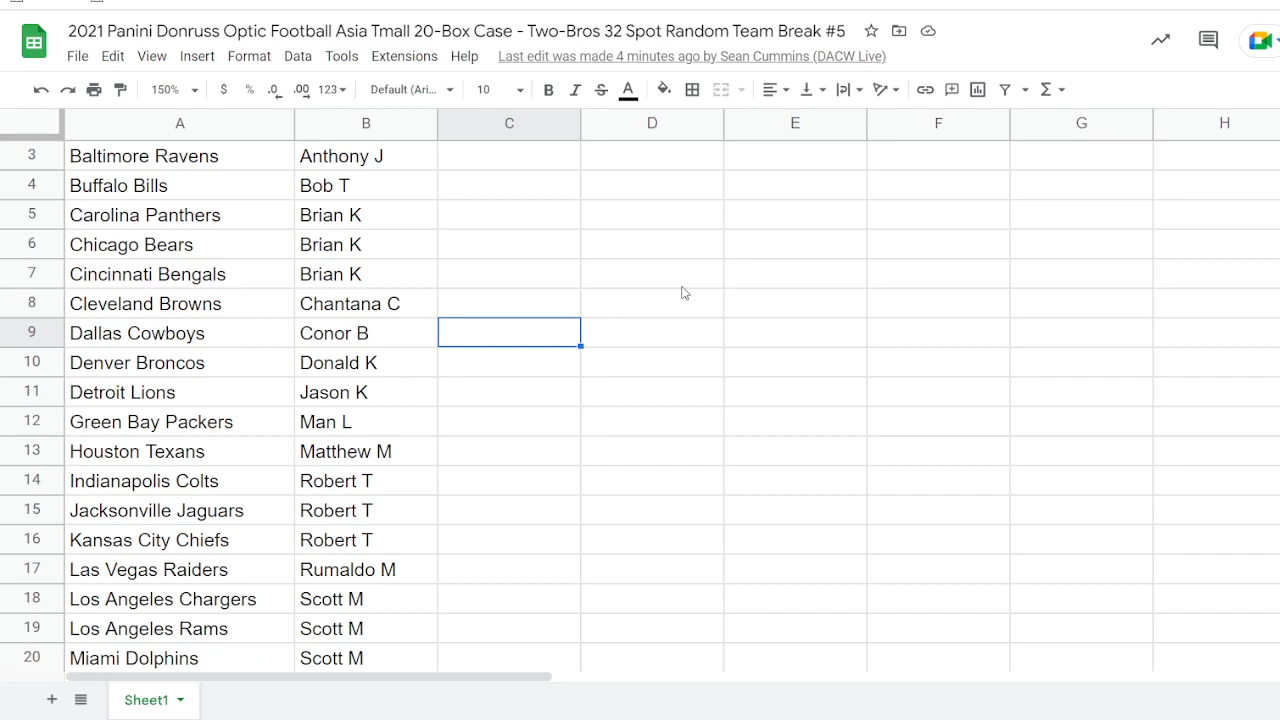 2021 Panini Donruss Optic Football Asia Tmall 20-Box Case - Two-Bros 32 Spot Random Team Break #5
File Edit View Insert Format Data Tools Extensions Help Last edit was made 4 minutes ago by Sean Cummins (DACW Live)
150% $ % .0 .00 123 Default (Ari... 10 B I S A
A B C D E F G H
3 Baltimore Ravens Anthony J
4 Buffalo Bills Bob T
5 Carolina Panthers Brian K
6 Chicago Bears Brian K
7 Cincinnati Bengals Brian K
8 Cleveland Browns Chantana C
9 Dallas Cowboys Conor B
10 Denver Broncos Donald K
11 Detroit Lions Jason K
12 Green Bay Packers Man L
13 Houston Texans Matthew M
14 Indianapolis Colts Robert T
15 Jacksonville Jaguars Robert T
16 Kansas City Chiefs Robert T
17 Las Vegas Raiders Rumaldo M
18 Los Angeles Chargers Scott M
19 Los Angeles Rams Scott M
20 Miami Dolphins Scott M
Sheet1